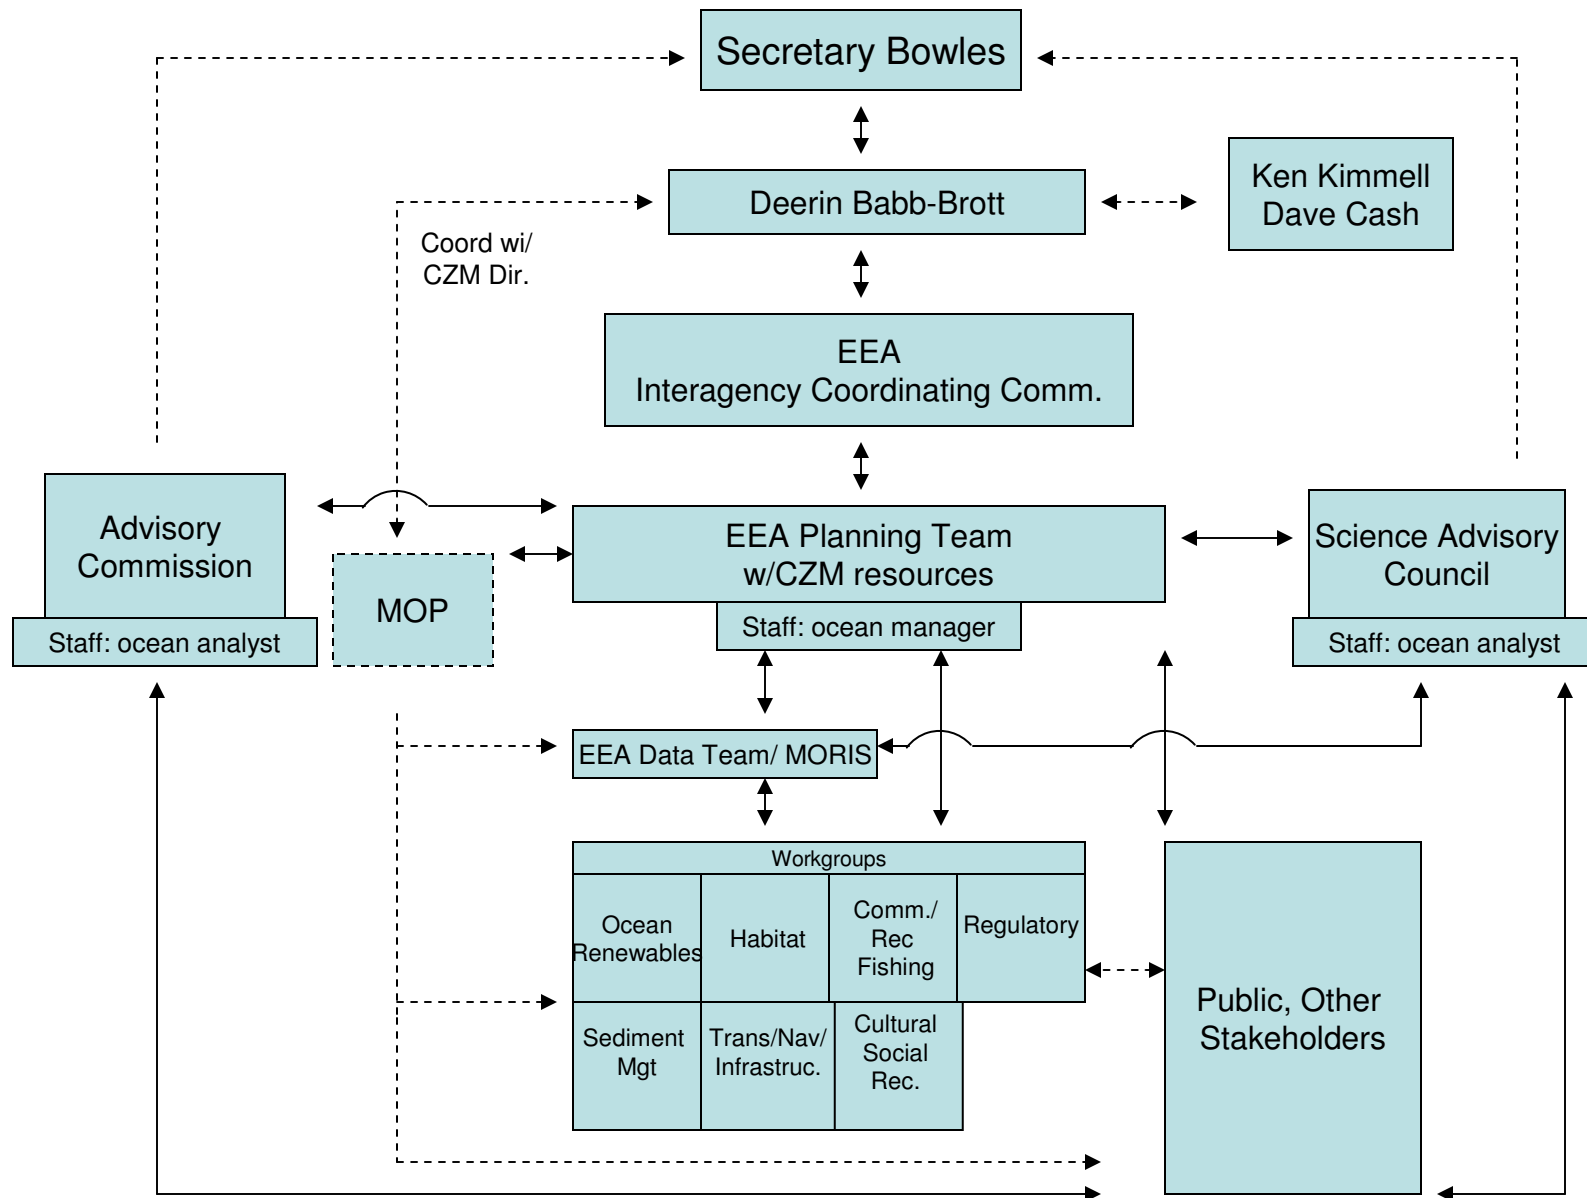 Secretary Bowles
Ken Kimmell
Dave Cash
Deerin Babb-Brott
Coord wi/
CZM Dir.
EEA
Interagency Coordinating Comm.
Advisory
Commission
Staff: ocean analyst
MOP
EEA Planning Team
w/CZM resources
Staff: ocean manager
Science Advisory
Council
Staff: ocean analyst
EEA Data Team/ MORIS
Workgroups
Ocean
Renewables
Habitat
Comm./
Rec
Fishing
Regulatory
Sediment
Mgt
Trans/Nav/
Infrastruc.
Cultural
Social
Rec.
Public, Other
Stakeholders